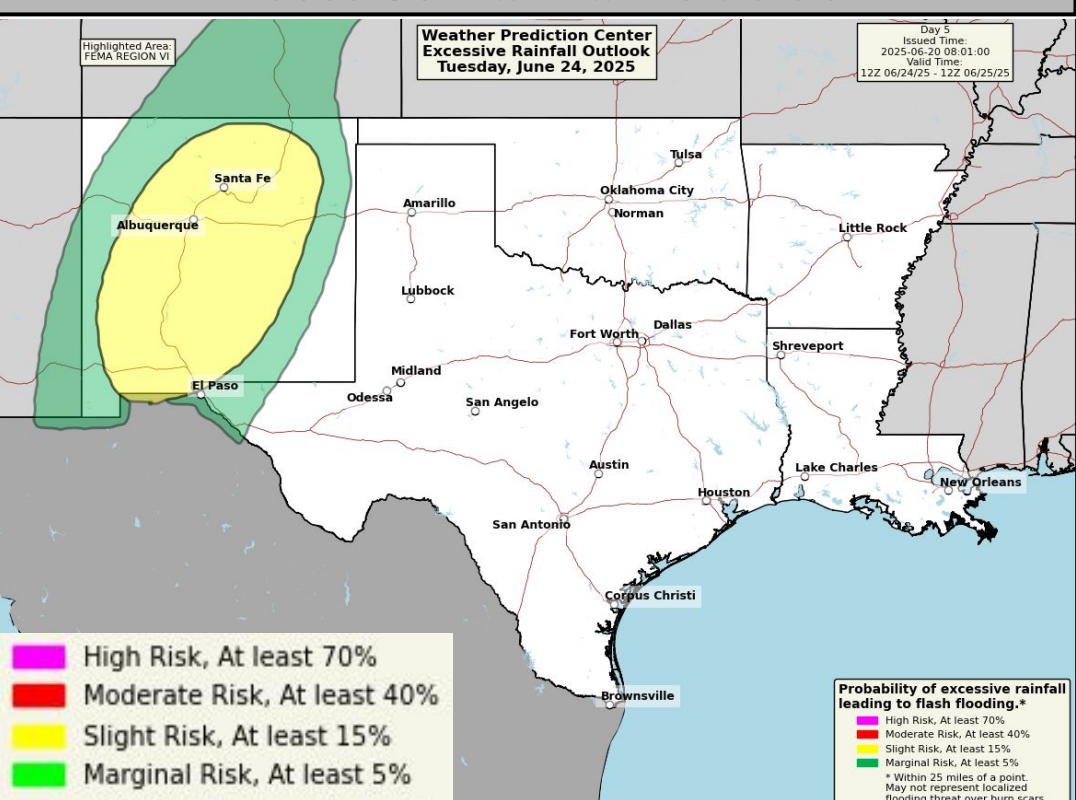 Highlighted Area:
FEMA REGION VI
Weather Prediction Center
Excessive Rainfall Outlook
Tuesday, June 24, 2025
Day 5
Issued Time:
2025-06-20 08:01:00
Valid Time:
12Z 06/24/25 - 12Z 06/25/25
Tulsa
Santa Fe
Oklahoma City
Amarillo
Norman
Albuquerque
Little Rock
Lubbock
Dallas
Fort Worth
Shreveport
Midland
El Paso
Odessa
San Angelo
Austin
Lake Charles
New Orleans
Houston
San Antonio
Corpus Christi
Brownsville
High Risk, At least 70%
Moderate Risk, At least 40%
Slight Risk, At least 15%
Marginal Risk, At least 5%
Probability of excessive rainfall
leading to flash flooding.*
High Risk, At least 70%
Moderate Risk, At least 40%
Slight Risk, At least 15%
Marginal Risk, At least 5%
* Within 25 miles of a point.
May not represent localized
flooding threat over burn scars